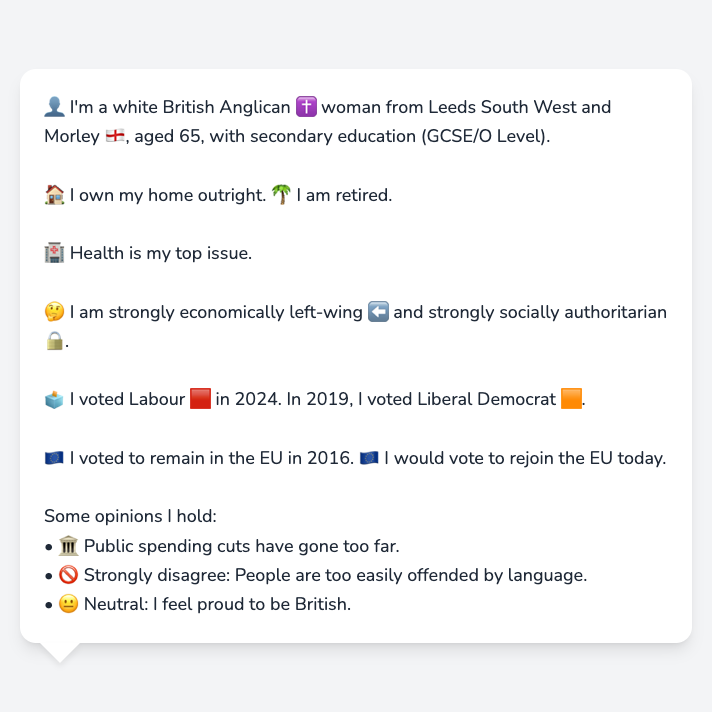 👤 I'm a white British Anglican ✝️ woman from Leeds South West and
Morley 🏴󠁧󠁢󠁥󠁮󠁧󠁿, aged 65, with secondary education (GCSE/O Level).
🏠 I own my home outright. 🌴 I am retired.
🏥 Health is my top issue.
🤔 I am strongly economically left-wing ⬅️ and strongly socially authoritarian
🔒.
🗳️ I voted Labour 🟥 in 2024. In 2019, I voted Liberal Democrat 🟧.
🇪🇺 I voted to remain in the EU in 2016. 🇪🇺 I would vote to rejoin the EU today.
Some opinions I hold:
• 🏛️ Public spending cuts have gone too far.
• 🚫 Strongly disagree: People are too easily offended by language.
• 😐 Neutral: I feel proud to be British.